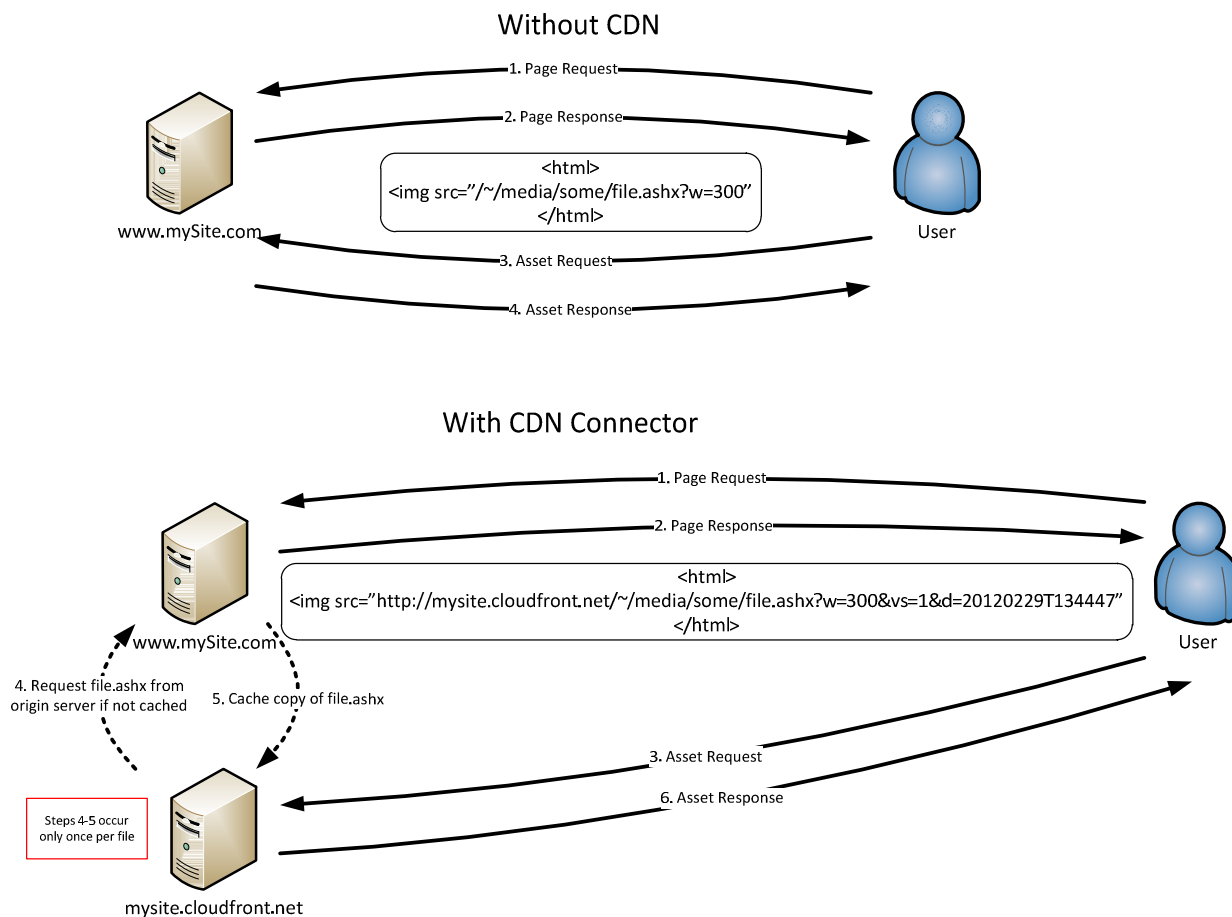 Without CDN
1. Page Request
2. Page Response
<html>
<img src=”/~/media/some/file.ashx?w=300”
</html>
www.mySite.com
User
3. Asset Request
4. Asset Response
With CDN Connector
1. Page Request
2. Page Response
<html>
<img src=”http://mysite.cloudfront.net/~/media/some/file.ashx?w=300&vs=1&d=20120229T134447”
</html>
www.mySite.com
User
4. Request file.ashx from
origin server if not cached
5. Cache copy of file.ashx
3. Asset Request
6. Asset Response
Steps 4-5 occur
only once per file
mysite.cloudfront.net